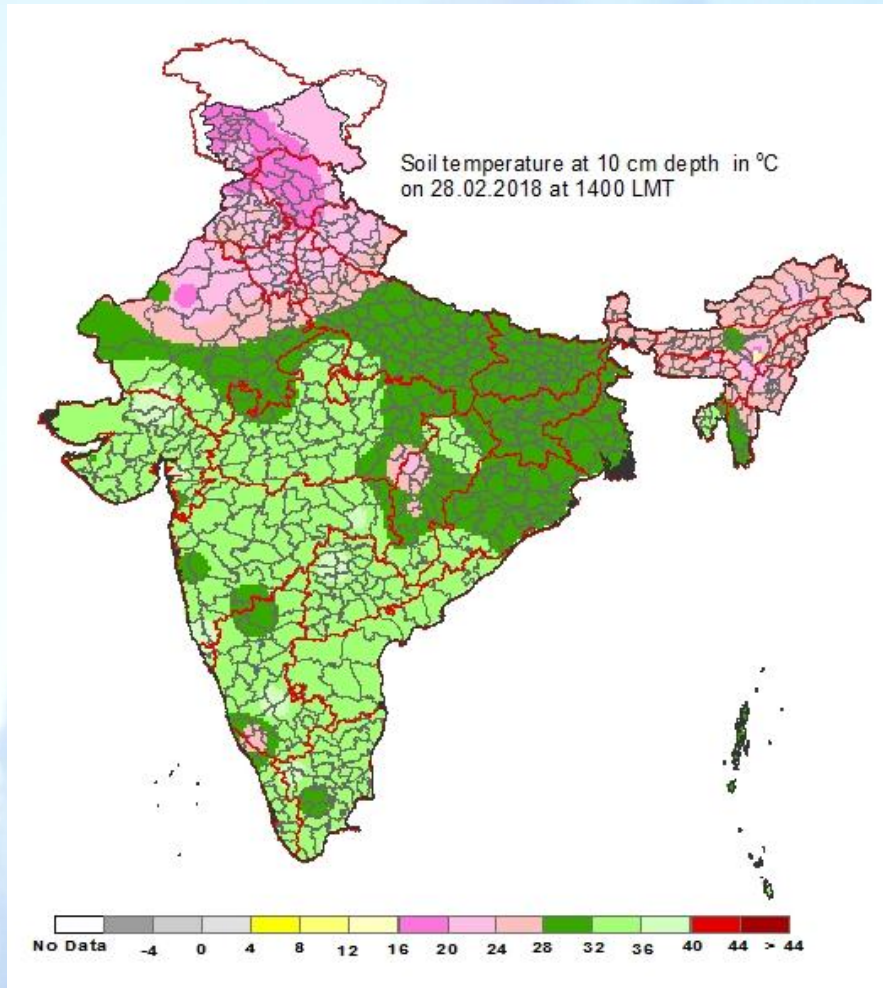 Soil temperature at 10 cm depth in ⁰C
on 28.02.2018 at 1400 LMT
No Data -4 0 4 8 12 16 20 24 28 32 36 40 44 > 44